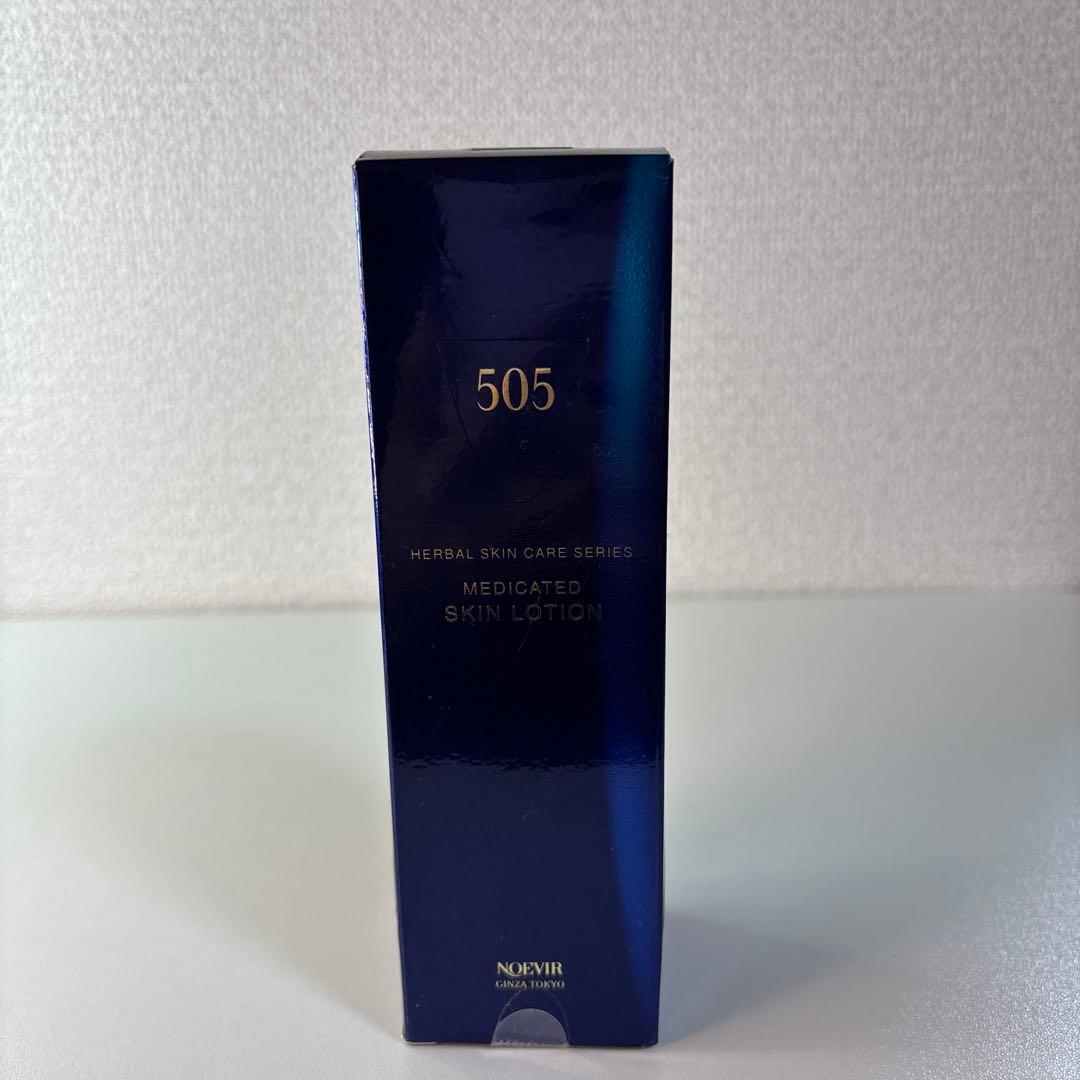 505
HERBAL SKIN CARE SERIES
MEDICATED
SKIN LOTION
NOEVIR
GINZA TOKYO